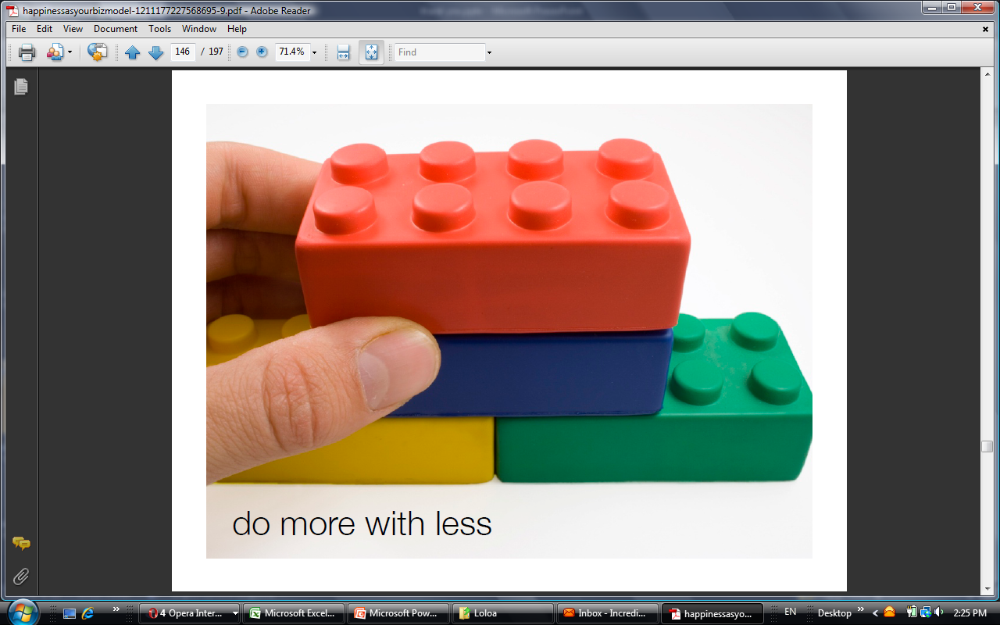 happinessasyourbizmodel-1211177227568695-9.pdf - Adobe Reader
File Edit View Document Tools Window Help
146 / 197 71.4% Find
do more with less
4 Opera Inter... Microsoft Excel... Microsoft Pow... Loloa Inbox - Incredi... happinessasyo... EN Desktop 2:25 PM